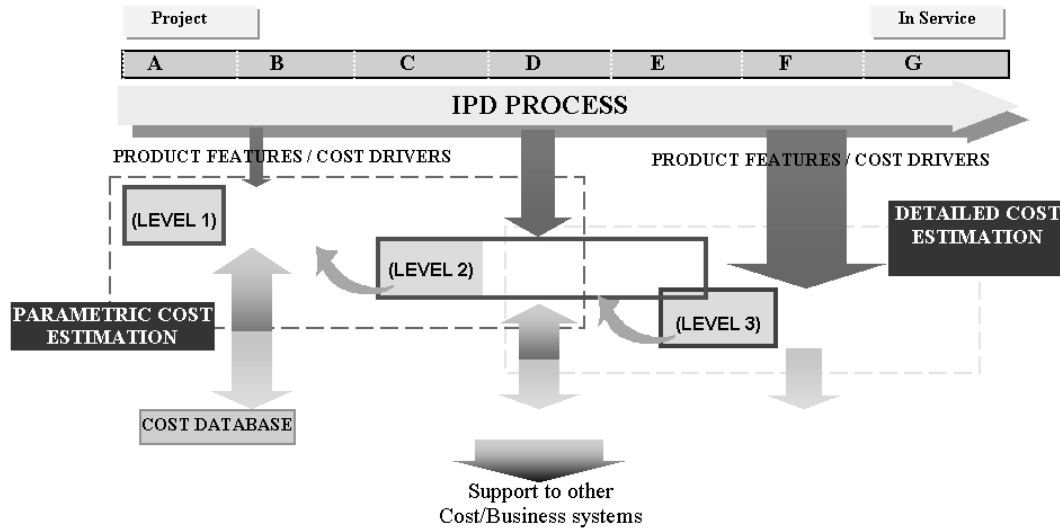 Project
In Service
A B C D E F G
IPD PROCESS
PRODUCT FEATURES / COST DRIVERS
PRODUCT FEATURES / COST DRIVERS
(LEVEL 1)
DETAILED COST
ESTIMATION
(LEVEL 2)
PARAMETRIC COST
ESTIMATION
(LEVEL 3)
COST DATABASE
Support to other
Cost/Business systems